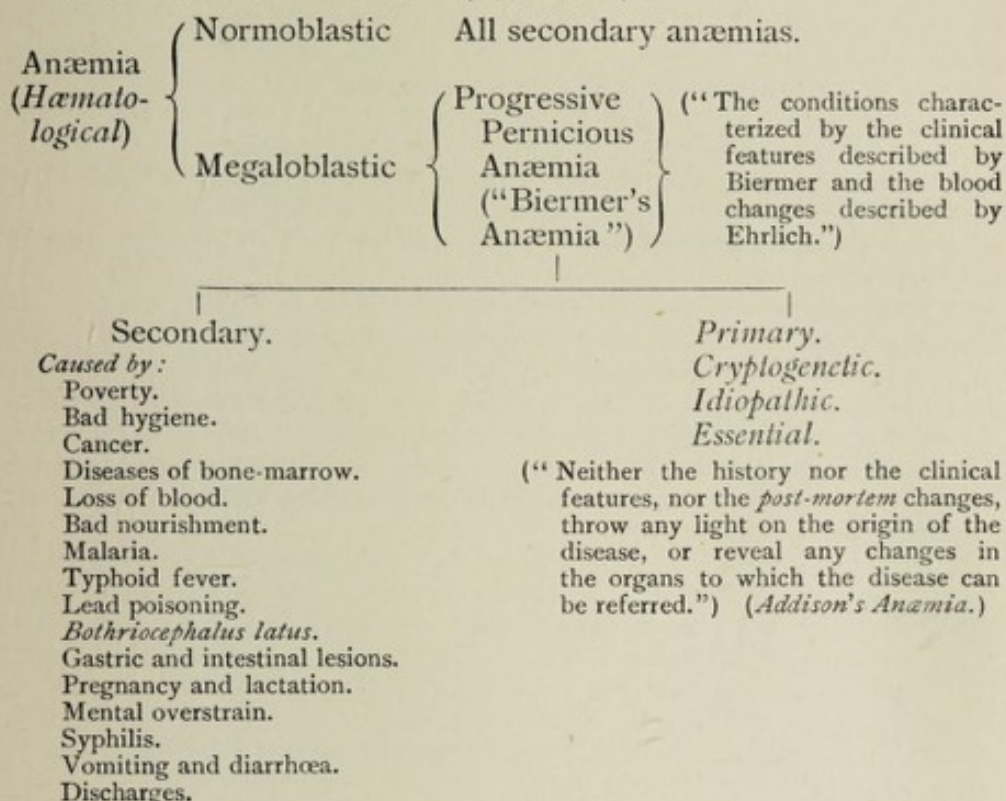 Anæmia
(Hæmato-
logical)
Normoblastic All secondary anæmias.
Megaloblastic
Progressive
Pernicious
Anæmia
(“Biermer's
Anæmia”)
(“The conditions charac-
terized by the clinical
features described by
Biermer and the blood
changes described by
Ehrlich.”)
Secondary.
Caused by:
Poverty.
Bad hygiene.
Cancer.
Diseases of bone-marrow.
Loss of blood.
Bad nourishment.
Malaria.
Typhoid fever.
Lead poisoning.
Bothriocephalus latus.
Gastric and intestinal lesions.
Pregnancy and lactation.
Mental overstrain.
Syphilis.
Vomiting and diarrhœa.
Discharges.
Primary.
Cryptogenetic.
Idiopathic.
Essential.
(“Neither the history nor the clinical
features, nor the post-mortem changes,
throw any light on the origin of the
disease, or reveal any changes in
the organs to which the disease can
be referred.”) (Addison's Anæmia.)